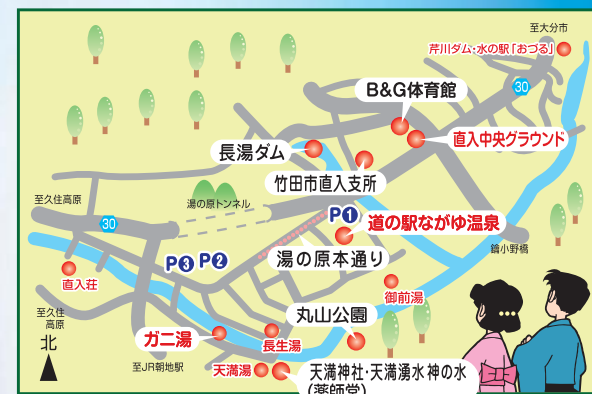 至大分市
芹川ダム・水の駅「おづる」
30
B&G体育館
直入中央グラウンド
長湯ダム
竹田市直入支所
至久住高原
湯の原トンネル
P1
道の駅ながゆ温泉
30
鑰小野橋
湯の原本通り
P3 P2
直入荘
御前湯
至久住
高原
丸山公園
ガニ湯
長生湯
北
至JR朝地駅
天満湯
天満神社・天満湧水 神の水
(薬師堂)